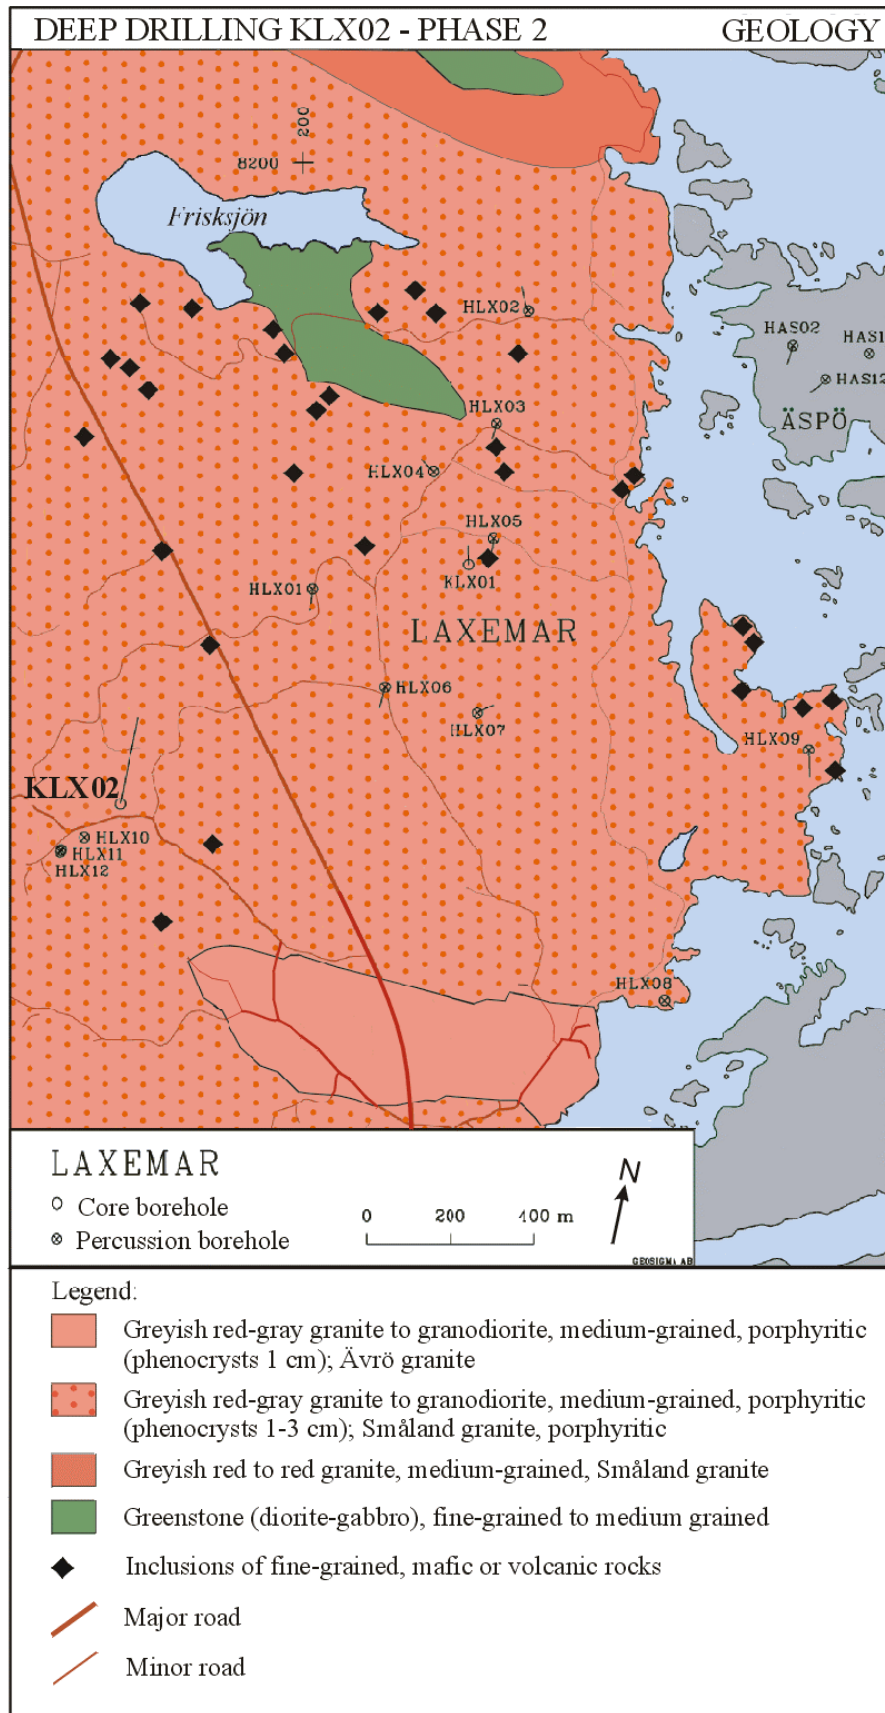 DEEP DRILLING KLX02 - PHASE 2
GEOLOGY
200
8200
Frisksjön
HLX02
HAS02
HAS1
HAS12
ÄSPÖ
HLX03
HLX04
HLX05
KLX01
HLX01
LAXEMAR
HLX06
HLX07
HLX09
KLX02
HLX10
HLX11
HLX12
HLX08
LAXEMAR
Core borehole
Percussion borehole
0 200 400 m
N
GEOSIGMA AB
Legend:
Greyish red-gray granite to granodiorite, medium-grained, porphyritic
(phenocrysts 1 cm); Ävrö granite
Greyish red-gray granite to granodiorite, medium-grained, porphyritic
(phenocrysts 1-3 cm); Småland granite, porphyritic
Greyish red to red granite, medium-grained, Småland granite
Greenstone (diorite-gabbro), fine-grained to medium grained
Inclusions of fine-grained, mafic or volcanic rocks
Major road
Minor road